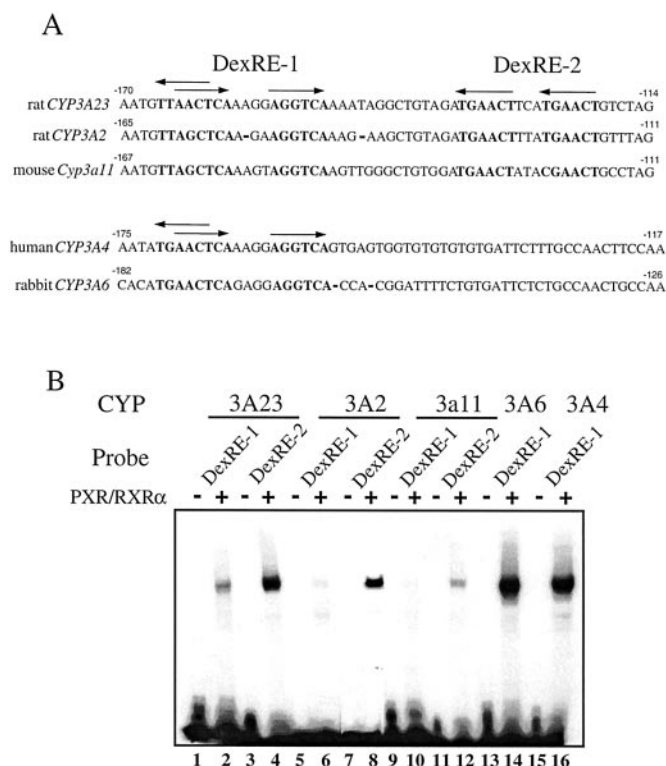 A
DexRE-1 DexRE-2
-170 -114
rat CYP3A23 AATGTTAACTCAAAGGAGGTCAAAATAGGCTGTAGATGAACTTCATGAACTGTCTAG
-165 -111
rat CYP3A2 AATGTTAGCTCAA-GAAGGTCAAAG-AAGCTGTAGATGAACTTTATGAACTGTTTAG
-167 -111
mouse Cyp3a11 AATGTTAGCTCAAAGTAGGTCAAGTTGGGCTGTGGATGAACTATACGAACTGCCTAG
-175 -117
human CYP3A4 AATATGAACTCAAAGGAGGTCAGTGAGTGGTGTGTGTGTGATTCTTTGCCAACTTCCAA
-182 -126
rabbit CYP3A6 CACATGAACTCAGAGGAGGTCA-CCA-CGGATTTTCTGTGATTCTCTGCCAACTGCCAA
B
CYP 3A23 3A2 3a11 3A6 3A4
Probe DexRE-1 DexRE-2 DexRE-1 DexRE-2 DexRE-1 DexRE-2 DexRE-1 DexRE-1
PXR/RXRα - + - + - + - + - + - + - + - +
1 2 3 4 5 6 7 8 9 10 11 12 13 14 15 16